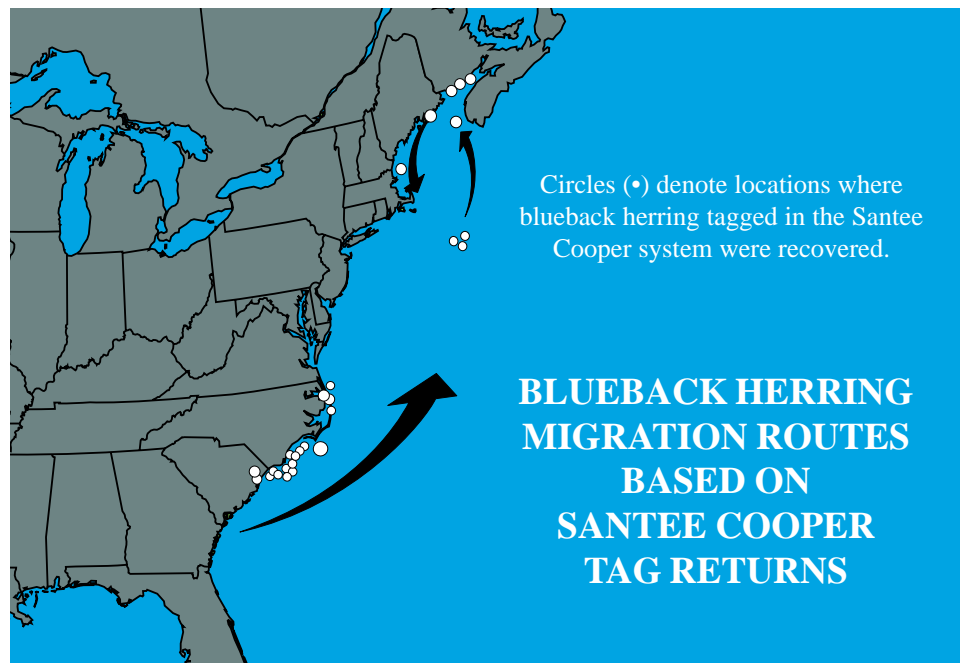 Circles (•) denote locations where
blueback herring tagged in the Santee
Cooper system were recovered.
BLUEBACK HERRING
MIGRATION ROUTES
BASED ON
SANTEE COOPER
TAG RETURNS